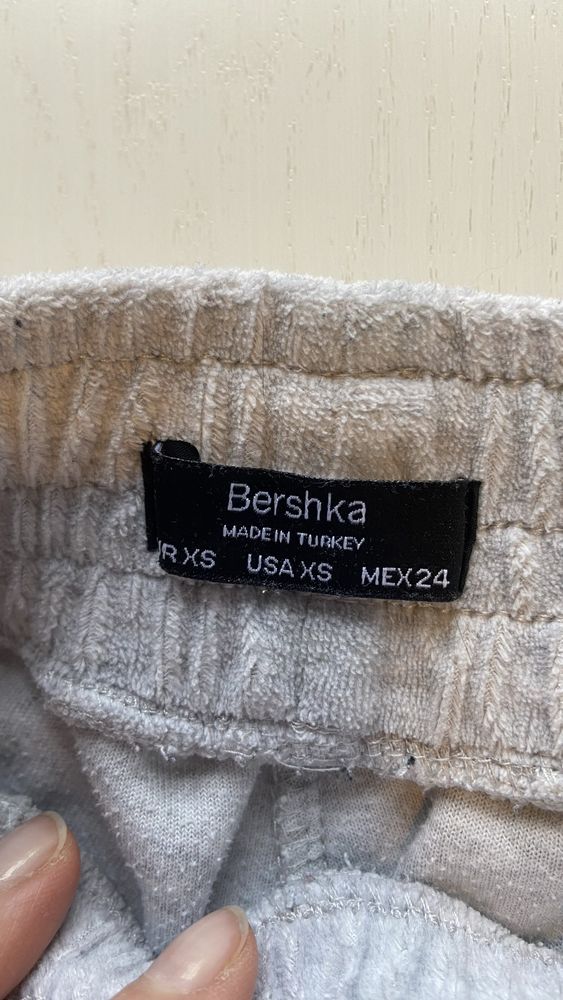 Bershka
MADE IN TURKEY
XS USA XS MEX 24